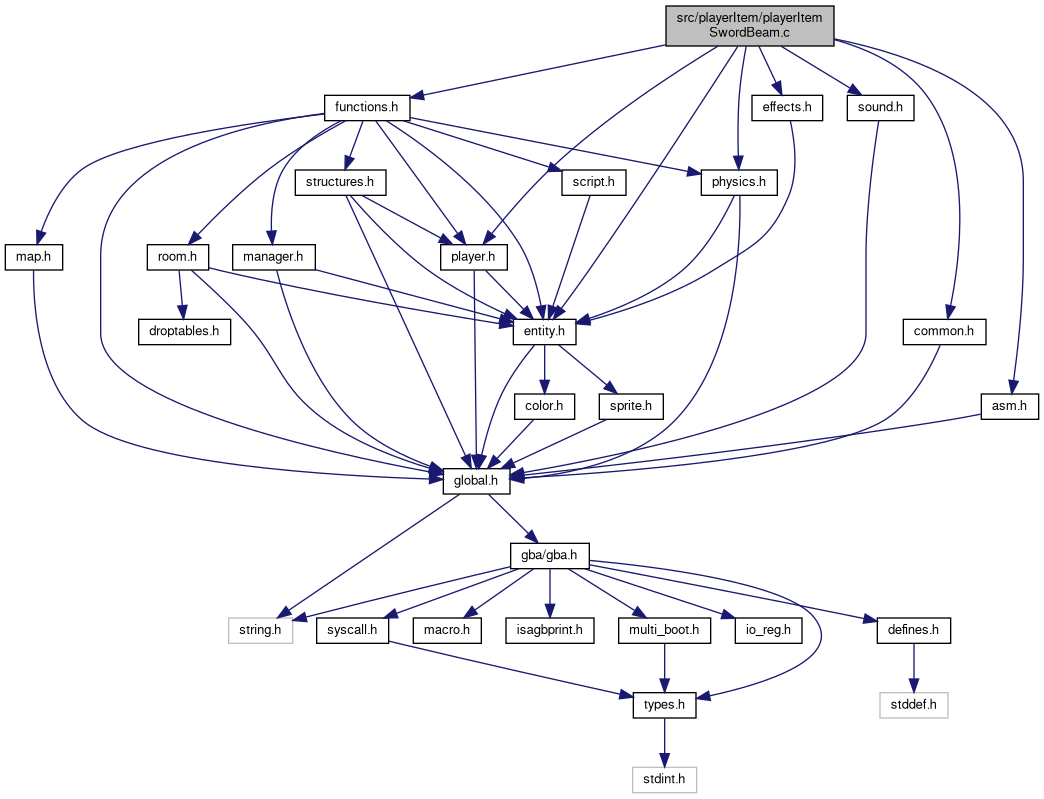 src/playerItem/playerItem
SwordBeam.c
functions.h
effects.h
sound.h
structures.h
script.h
physics.h
map.h
room.h
manager.h
player.h
droptables.h
entity.h
common.h
color.h
sprite.h
asm.h
global.h
gba/gba.h
string.h
syscall.h
macro.h
isagbprint.h
multi_boot.h
io_reg.h
defines.h
types.h
stddef.h
stdint.h